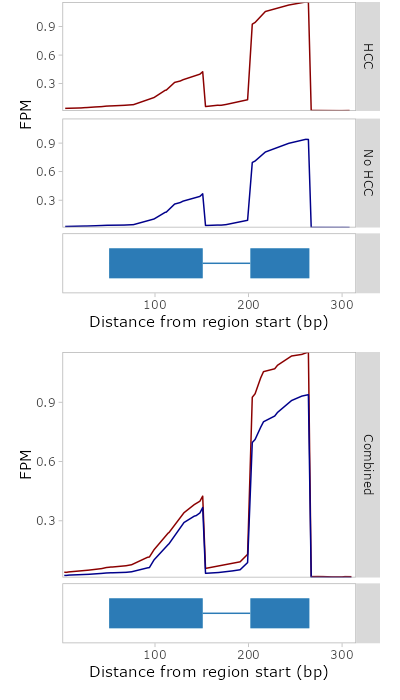 0.9
0.6
0.3
HCC
FPM
0.9
0.6
0.3
No HCC
100
200
300
Distance from region start (bp)
0.9
0.6
0.3
FPM
Combined
100
200
300
Distance from region start (bp)